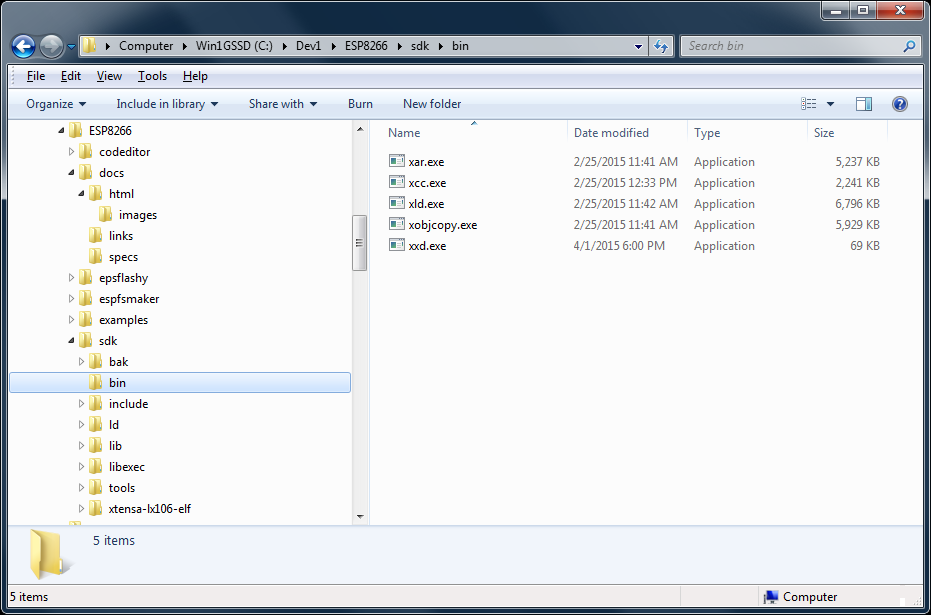 Computer Win1GSSD (C:) Dev1 ESP8266 sdk bin Search bin
File Edit View Tools Help
Organize Include in library Share with Burn New folder
ESP8266
codeditor
docs
html
images
links
specs
epsflashy
espfsmaker
examples
sdk
bak
bin
include
ld
lib
libexec
tools
xtensa-lx106-elf
Name Date modified Type Size
xar.exe 2/25/2015 11:41 AM Application 5,237 KB
xcc.exe 2/25/2015 12:33 PM Application 2,241 KB
xld.exe 2/25/2015 11:42 AM Application 6,796 KB
xobjcopy.exe 2/25/2015 11:41 AM Application 5,929 KB
xxd.exe 4/1/2015 6:00 PM Application 69 KB
5 items
5 items Computer